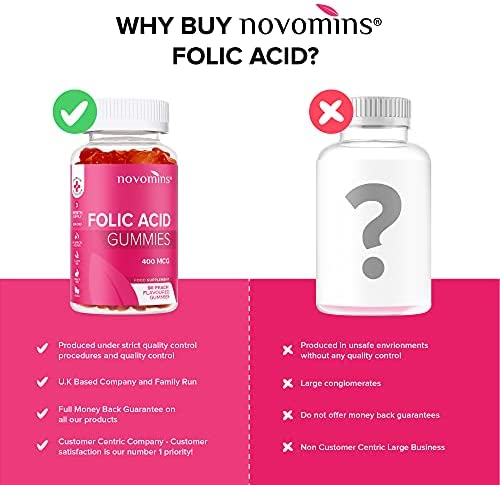 WHY BUY novomins®
FOLIC ACID?
novomins®
FOLIC ACID
GUMMIES
400 MCG
FOOD SUPPLEMENT
90 PEACH
FLAVOURED
GUMMIES
?
Produced under strict quality control
procedures and quality control
U.K Based Company and Family Run
Full Money Back Guarantee on
all our products
Customer Centric Company - Customer
satisfaction is our number 1 priority!
Produced in unsafe envrionments
without any quality control
Large conglomerates
Do not offer money back guarantees
Non Customer Centric Large Business